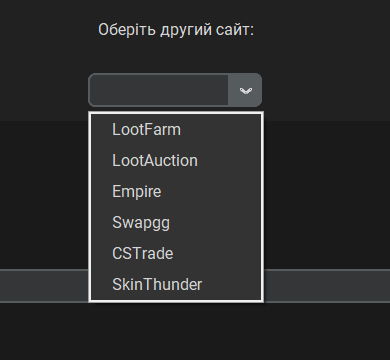 Оберіть другий сайт:
LootFarm
LootAuction
Empire
Swapgg
CSTrade
SkinThunder